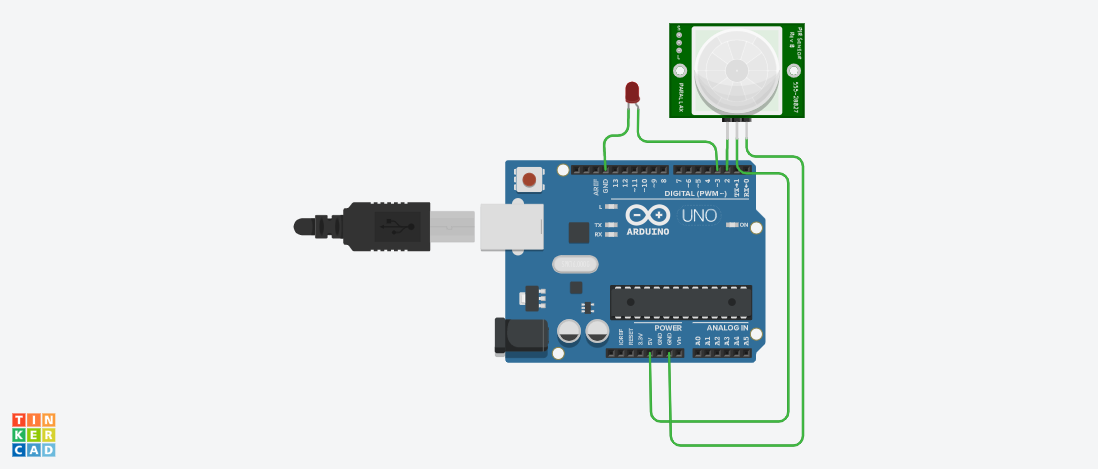 PIR Sensor
Rev B
PARALLAX
555-28027
AREF
GND
13
12
~11
~10
~9
8
7
~6
~5
4
~3
2
TX→1
RX←0
DIGITAL (PWM~)
L
TX
RX
ARDUINO
UNO
ON
POWER
ANALOG IN
IOREF
RESET
3.3V
5V
GND
GND
Vin
A0
A1
A2
A3
A4
A5
TIN
KER
CAD